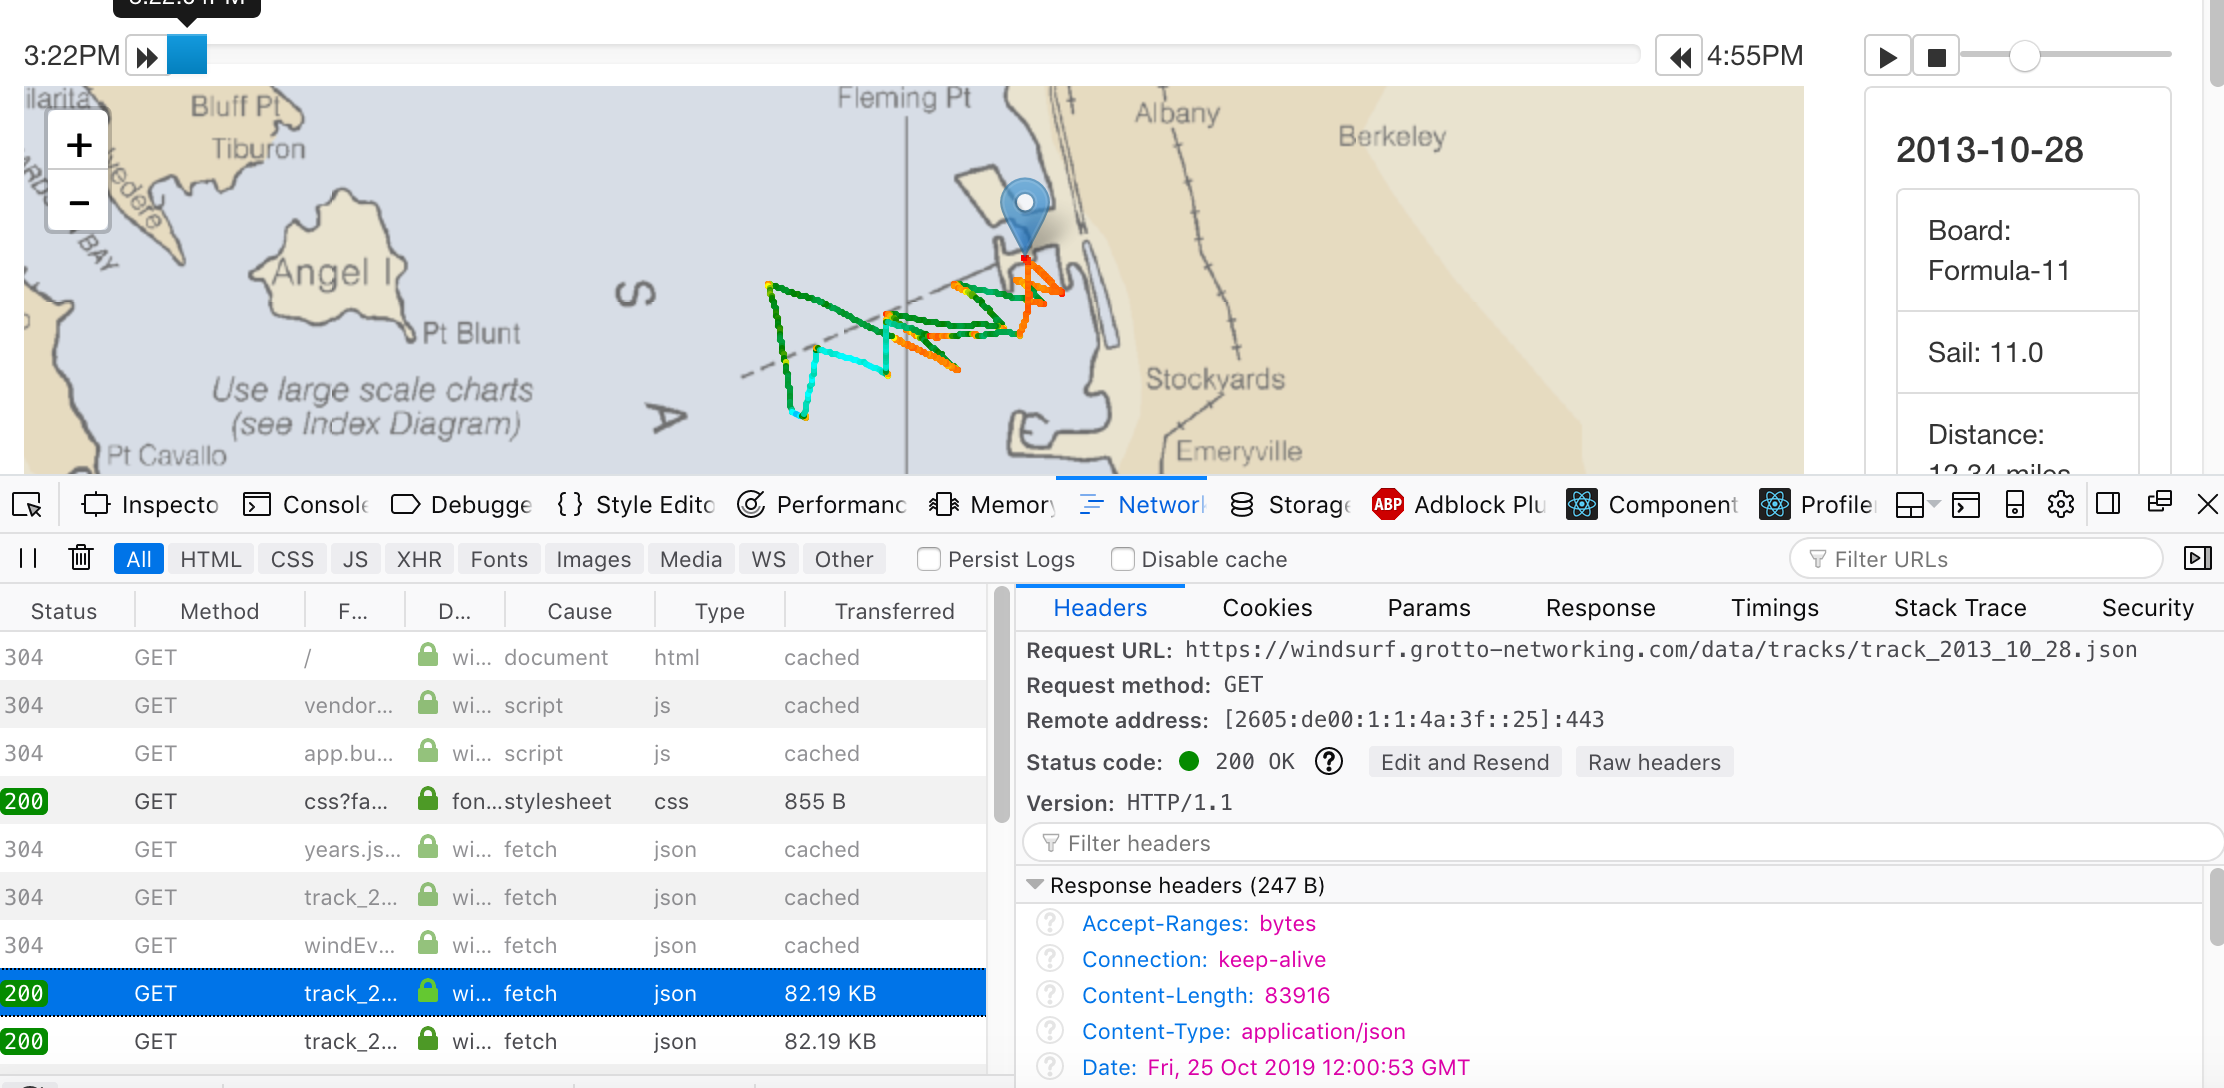 3:22PM
4:55PM
ilarita
Bluff Pt
Tiburon
vedere
BAY
Angel I
Pt Blunt
Use large scale charts
(see Index Diagram)
Pt Cavallo
S
A
Fleming Pt
Albany
Berkeley
Stockyards
Emeryville
+
−
2013-10-28
Board:
Formula-11
Sail: 11.0
Distance:
12.34 miles
Inspecto Console Debugge { } Style Edito Performanc Memory Network Storage ABP Adblock Plu Component Profiler
All HTML CSS JS XHR Fonts Images Media WS Other Persist Logs Disable cache Filter URLs
Status Method F... D... Cause Type Transferred
304 GET / wi... document html cached
304 GET vendor... wi... script js cached
304 GET app.bu... wi... script js cached
200 GET css?fa... fon... stylesheet css 855 B
304 GET years.js... wi... fetch json cached
304 GET track_2... wi... fetch json cached
304 GET windEv... wi... fetch json cached
200 GET track_2... wi... fetch json 82.19 KB
200 GET track_2... wi... fetch json 82.19 KB
Headers Cookies Params Response Timings Stack Trace Security
Request URL: https://windsurf.grotto-networking.com/data/tracks/track_2013_10_28.json
Request method: GET
Remote address: [2605:de00:1:1:4a:3f::25]:443
Status code: 200 OK ? Edit and Resend Raw headers
Version: HTTP/1.1
Filter headers
Response headers (247 B)
? Accept-Ranges: bytes
? Connection: keep-alive
? Content-Length: 83916
? Content-Type: application/json
? Date: Fri, 25 Oct 2019 12:00:53 GMT